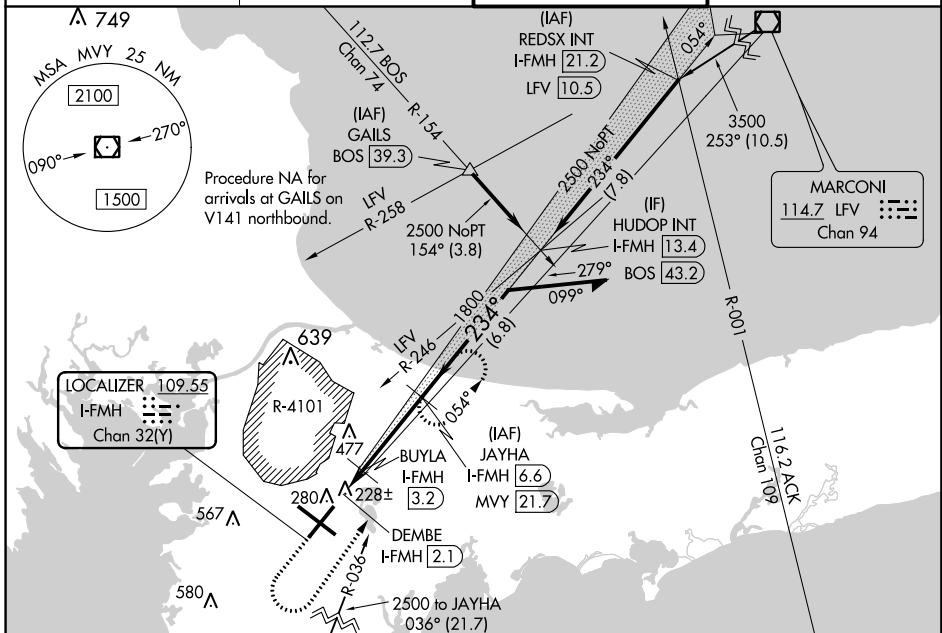 749
MSA MVY 25 NM
2100
090°
270°
1500
Procedure NA for
arrivals at GAILS on
V141 northbound.
112.7 BOS
Chan 74
R-154
(IAF)
GAILS
BOS 39.3
LFV
R-258
2500 NoPT
154° (3.8)
(IAF)
REDSX INT
I-FMH 21.2
LFV 10.5
054°
3500
253° (10.5)
2500 NoPT
234°
(7.8)
MARCONI
114.7 LFV
Chan 94
(IF)
HUDOP INT
I-FMH 13.4
BOS 43.2
279°
099°
1800
234°
(6.8)
LFV
R-246
054°
R-001
116.2 ACK
Chan 109
639
R-4101
LOCALIZER 109.55
I-FMH
Chan 32(Y)
477
BUYLA
I-FMH
3.2
(IAF)
JAYHA
I-FMH 6.6
MVY 21.7
280
228±
567
DEMBE
I-FMH 2.1
R-036
580
2500 to JAYHA
036° (21.7)